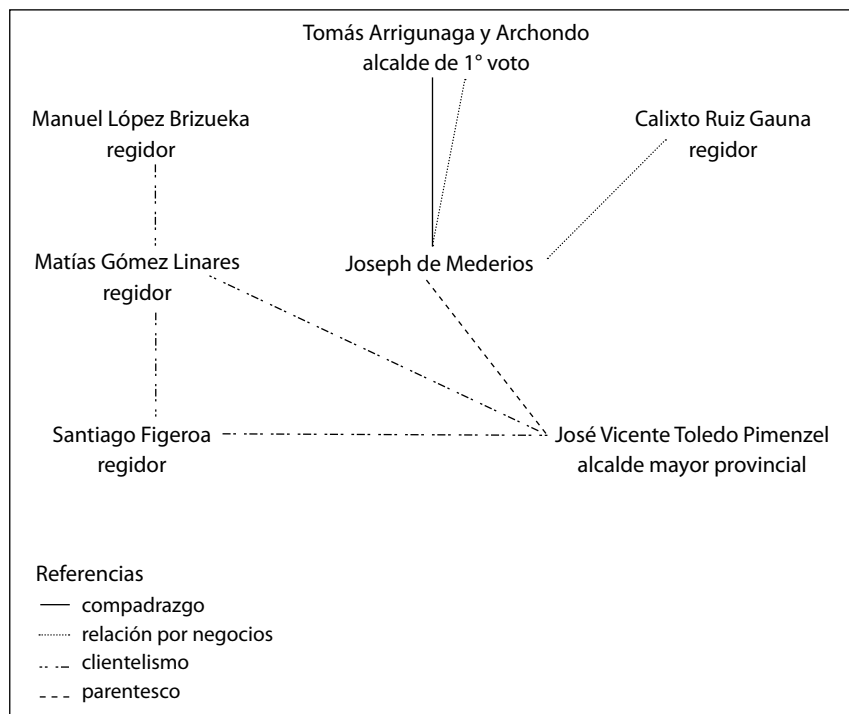 Tomás Arrigunaga y Archondo
alcalde de 1° voto
Manuel López Brizueka
regidor
Calixto Ruiz Gauna
regidor
Matías Gómez Linares
regidor
Joseph de Mederios
Santiago Figeroa
regidor
José Vicente Toledo Pimenzel
alcalde mayor provincial
Referencias
compadrazgo
relación por negocios
clientelismo
parentesco